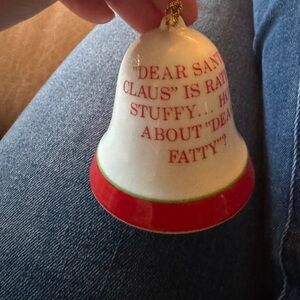 "DEAR SANT
CLAUS" IS RAT
STUFFY... HO
ABOUT "DEA
FATTY"?